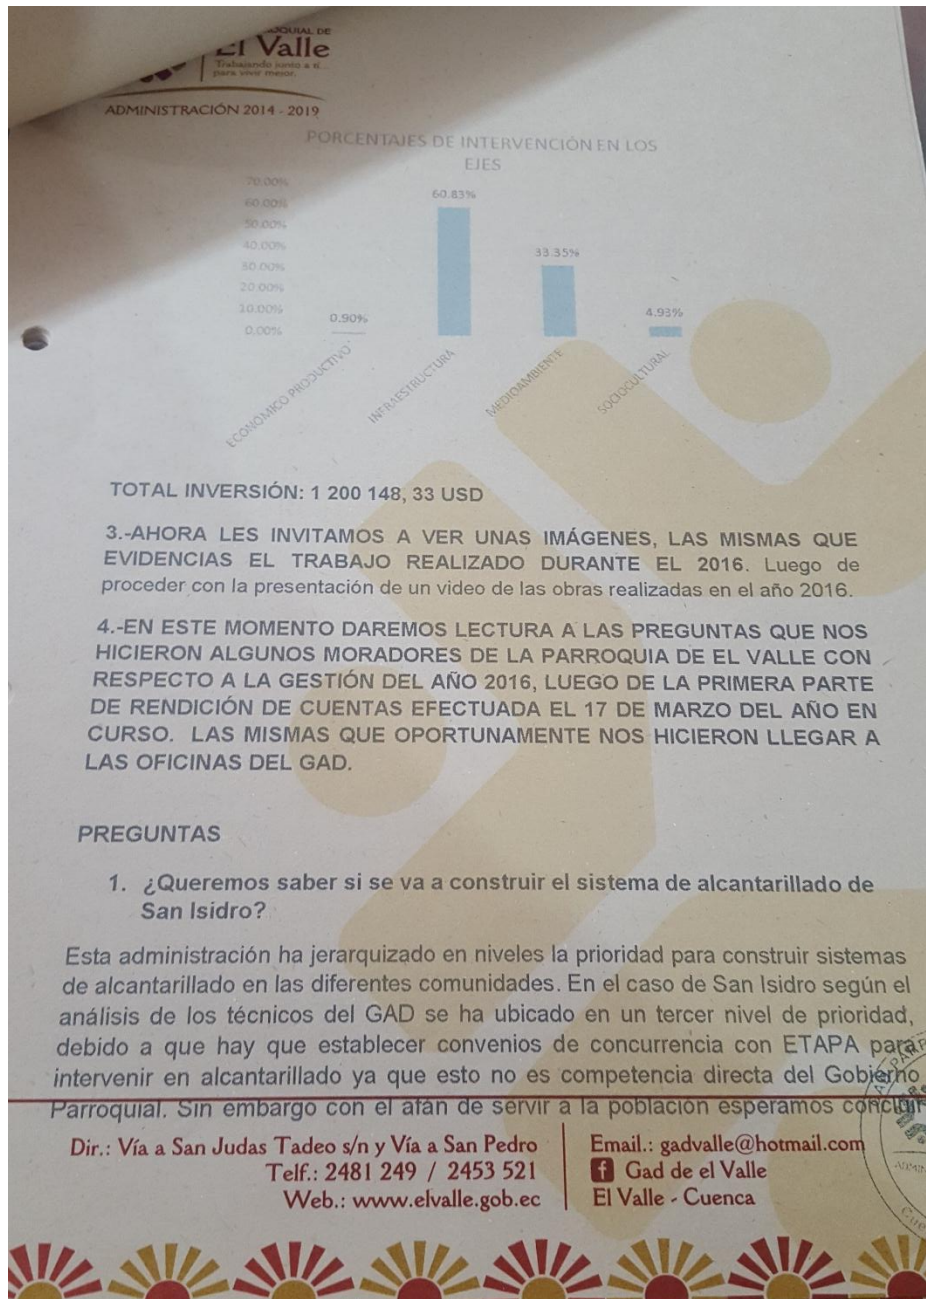 QUIAL DE
El Valle
Trabajando junto a tí...
para vivir mejor.
ADMINISTRACIÓN 2014 - 2019
PORCENTAJES DE INTERVENCIÓN EN LOS
EJES
70.00%
60.00%
50.00%
40.00%
30.00%
20.00%
10.00%
0.00%
0.90%
60.83%
33.35%
4.93%
ECONÓMICO PRODUCTIVO
INFRAESTRUCTURA
MEDIOAMBIENTE
SOCIOCULTURAL
TOTAL INVERSIÓN: 1 200 148, 33 USD
3.-AHORA LES INVITAMOS A VER UNAS IMÁGENES, LAS MISMAS QUE
EVIDENCIAS EL TRABAJO REALIZADO DURANTE EL 2016. Luego de
proceder con la presentación de un video de las obras realizadas en el año 2016.
4.-EN ESTE MOMENTO DAREMOS LECTURA A LAS PREGUNTAS QUE NOS
HICIERON ALGUNOS MORADORES DE LA PARROQUIA DE EL VALLE CON
RESPECTO A LA GESTIÓN DEL AÑO 2016, LUEGO DE LA PRIMERA PARTE
DE RENDICIÓN DE CUENTAS EFECTUADA EL 17 DE MARZO DEL AÑO EN
CURSO. LAS MISMAS QUE OPORTUNAMENTE NOS HICIERON LLEGAR A
LAS OFICINAS DEL GAD.
PREGUNTAS
1. ¿Queremos saber si se va a construir el sistema de alcantarillado de
San Isidro?
Esta administración ha jerarquizado en niveles la prioridad para construir sistemas
de alcantarillado en las diferentes comunidades. En el caso de San Isidro según el
análisis de los técnicos del GAD se ha ubicado en un tercer nivel de prioridad,
debido a que hay que establecer convenios de concurrencia con ETAPA para
intervenir en alcantarillado ya que esto no es competencia directa del Gobierno
Parroquial. Sin embargo con el afán de servir a la población esperamos concluir
Dir.: Vía a San Judas Tadeo s/n y Vía a San Pedro
Telf.: 2481 249 / 2453 521
Web.: www.elvalle.gob.ec
Email.: gadvalle@hotmail.com
Gad de el Valle
El Valle - Cuenca